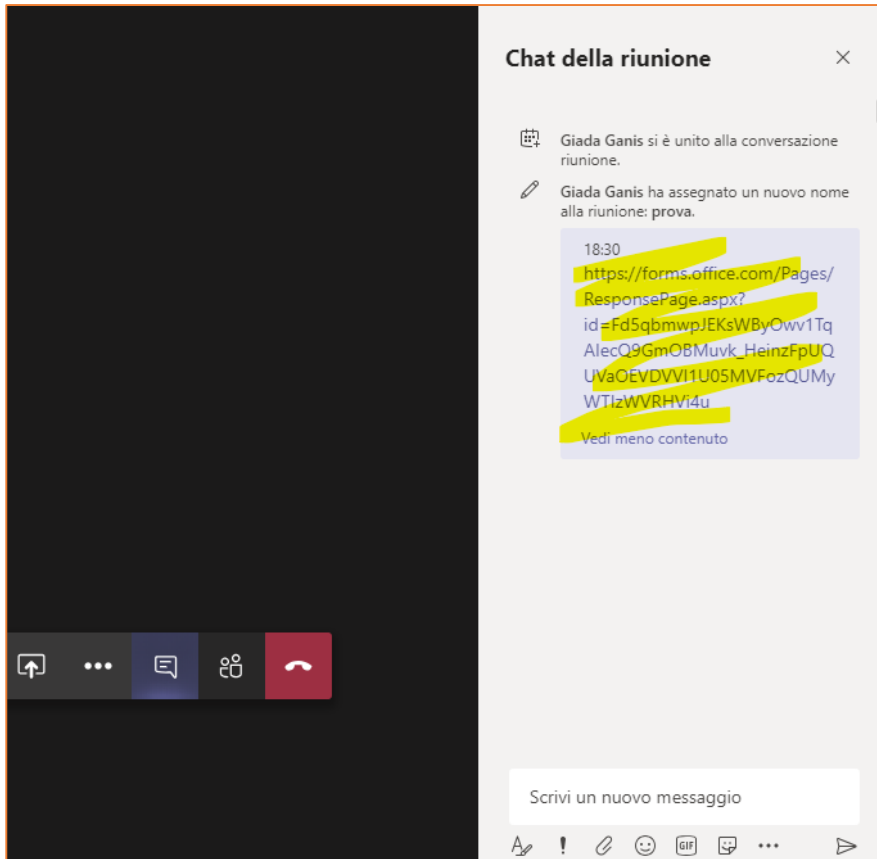 Chat della riunione
Giada Ganis si è unito alla conversazione
riunione.
Giada Ganis ha assegnato un nuovo nome
alla riunione: prova.
18:30
https://forms.office.com/Pages/
ResponsePage.aspx?
id=Fd5qbmwpJEKsWByOwv1Tq
AlecQ9GmOBMuvk_HeinzFpUQ
UVaOEVDVVI1U05MVFozQUMy
WTIzWVRHVi4u
Vedi meno contenuto
Scrivi un nuovo messaggio
GIF